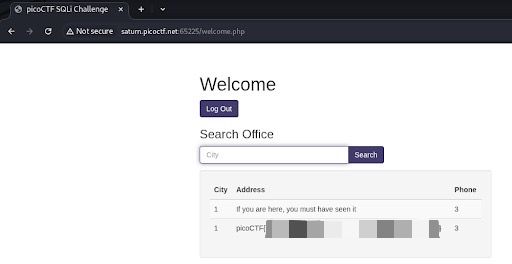 picoCTF SQLi Challenge
Not secure saturn.picoctf.net:65225/welcome.php
Welcome
Log Out
Search Office
City Search
City Address Phone
1 If you are here, you must have seen it 3
1 picoCTF{ } 3